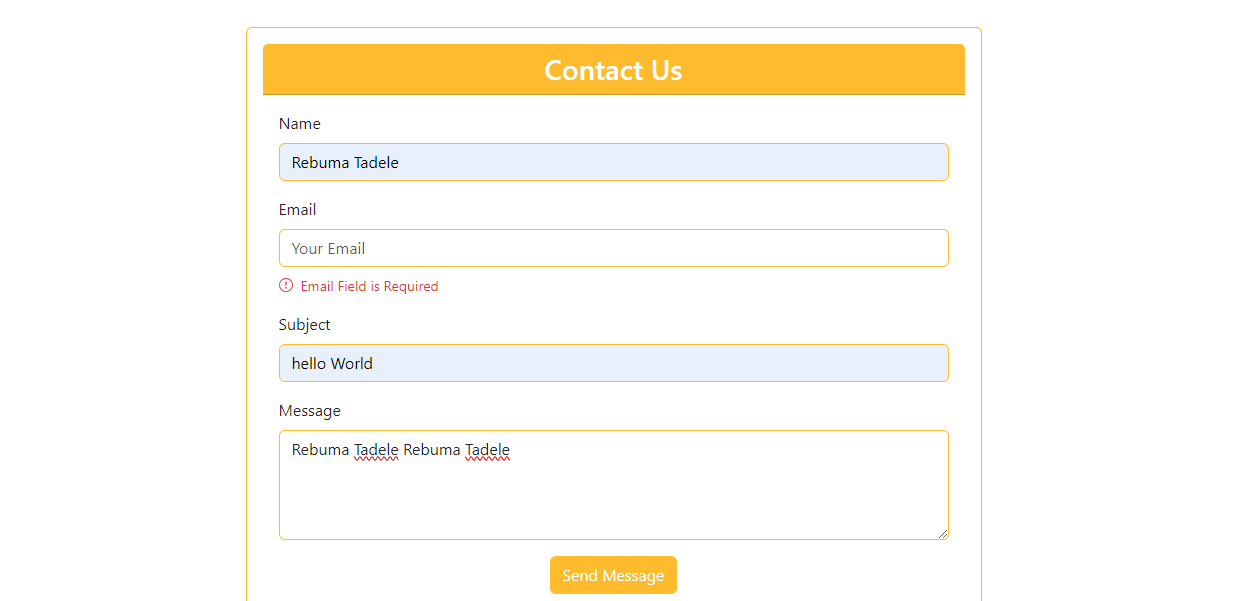 Contact Us
Name
Rebuma Tadele
Email
Your Email
Email Field is Required
Subject
hello World
Message
Rebuma Tadele Rebuma Tadele
Send Message